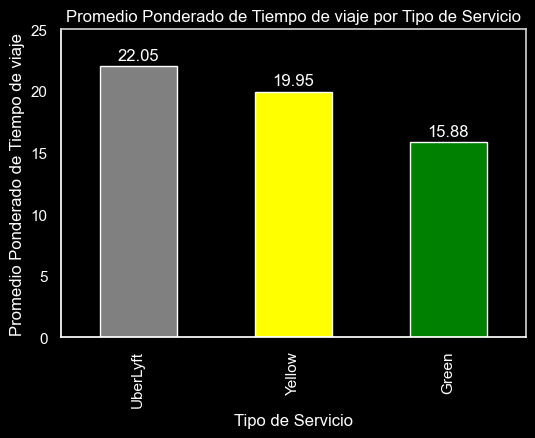 Promedio Ponderado de Tiempo de viaje por Tipo de Servicio
Promedio Ponderado de Tiempo de viaje
25
20
15
10
5
0
22.05
19.95
15.88
UberLyft
Yellow
Green
Tipo de Servicio